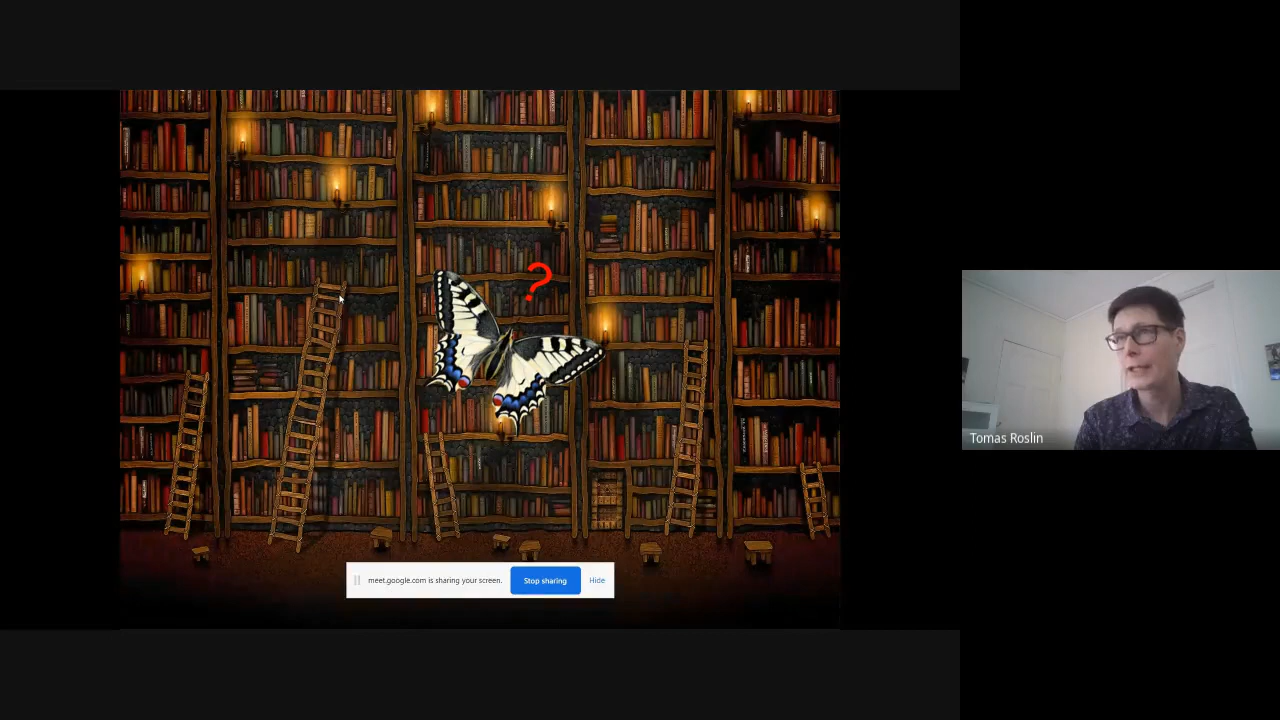 ?
meet.google.com is sharing your screen.
Stop sharing
Hide
Tomas Roslin